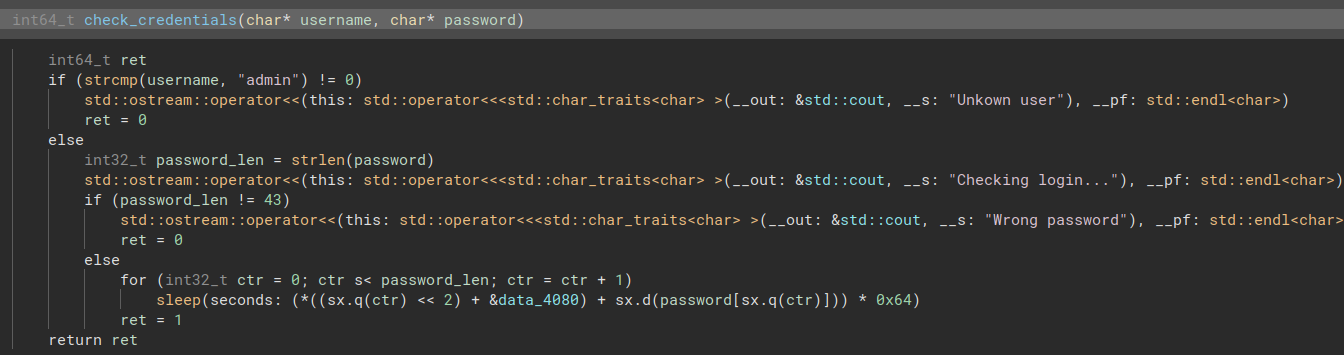 int64_t check_credentials(char* username, char* password)
int64_t ret
if (strcmp(username, "admin") != 0)
std::ostream::operator<<(this: std::operator<<<std::char_traits<char> >(__out: &std::cout, __s: "Unkown user"), __pf: std::endl<char>)
ret = 0
else
int32_t password_len = strlen(password)
std::ostream::operator<<(this: std::operator<<<std::char_traits<char> >(__out: &std::cout, __s: "Checking login..."), __pf: std::endl<char>)
if (password_len != 43)
std::ostream::operator<<(this: std::operator<<<std::char_traits<char> >(__out: &std::cout, __s: "Wrong password"), __pf: std::endl<char>
ret = 0
else
for (int32_t ctr = 0; ctr s< password_len; ctr = ctr + 1)
sleep(seconds: (*((sx.q(ctr) << 2) + &data_4080) + sx.d(password[sx.q(ctr)])) * 0x64)
ret = 1
return ret